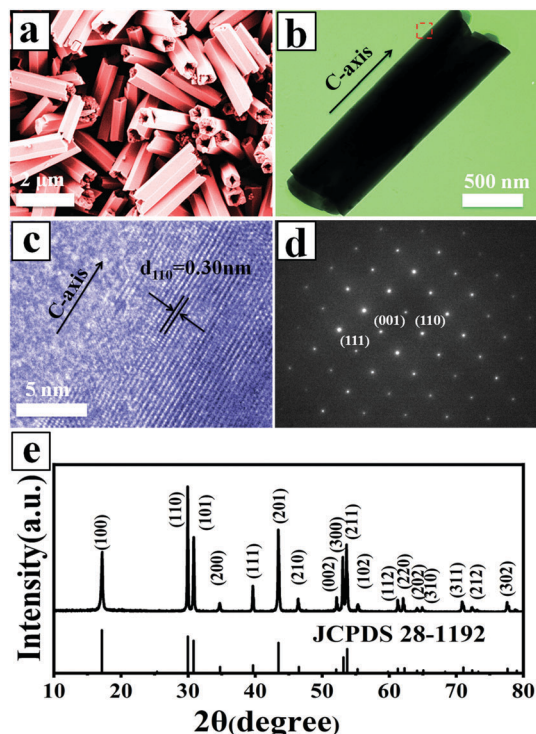 a
2 µm
b
C-axis
500 nm
c
C-axis
d110=0.30nm
5 nm
d
(001)
(110)
(111)
e
Intensity(a.u.)
(100)
(110)
(101)
(200)
(111)
(201)
(210)
(002)
(300)
(211)
(102)
(112)
(220)
(202)
(310)
(311)
(212)
(302)
JCPDS 28-1192
10 20 30 40 50 60 70 80
2θ(degree)